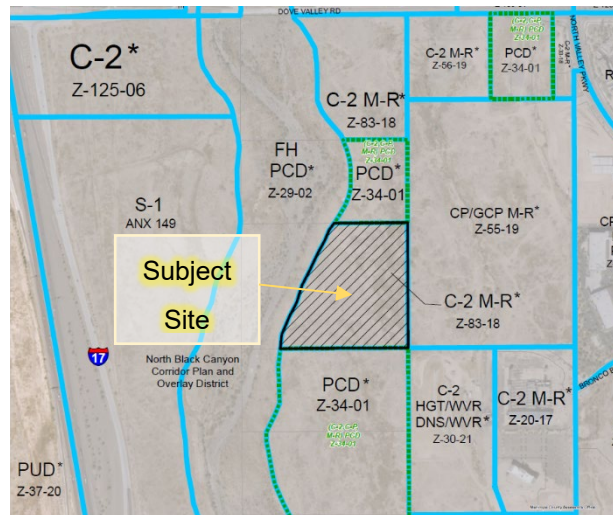 DOVE VALLEY RD
C-2*
Z-125-06
C-2 M-R*
Z-56-19
PCD*
Z-34-01
NORTH VALLEY PKWY
C-2 M-R*
Z-83-18
FH
PCD*
Z-29-02
PCD*
Z-34-01
S-1
ANX 149
CP/GCP M-R*
Z-55-19
Subject
Site
C-2 M-R*
Z-83-18
17
North Black Canyon
Corridor Plan and
Overlay District
PCD*
Z-34-01
C-2
HGT/WVR
DNS/WVR*
Z-30-21
C-2 M-R*
Z-20-17
PUD*
Z-37-20